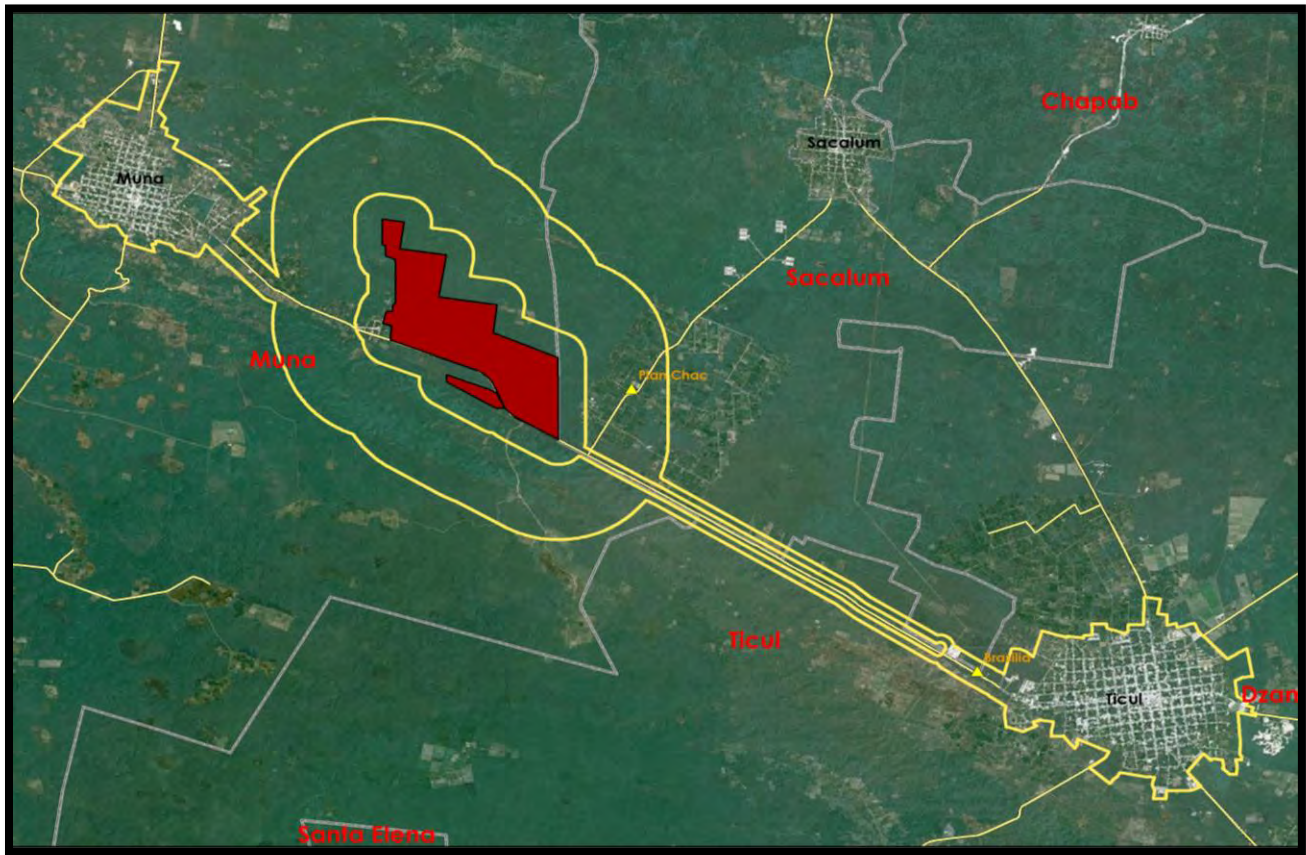 Chapab
Sacalum
Muna
Sacalum
Muna
Plan Chac
Ticul
Brasilia
Ticul
Dzan
Santa Elena